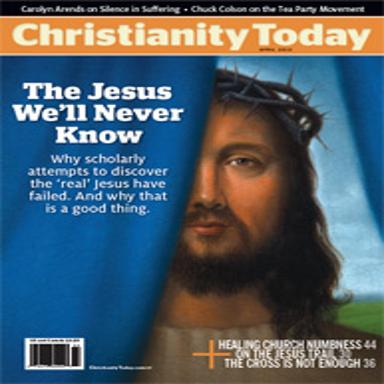 Carolyn Arends on Silence in Suffering • Chuck Colson on the Tea Party Movement
Christianity Today
APRIL 2010
The Jesus
We'll Never
Know
Why scholarly
attempts to discover
the 'real' Jesus have
failed. And why that
is a good thing.
HEALING CHURCH NUMBNESS 44
ON THE JESUS TRAIL 30
THE CROSS IS NOT ENOUGH 36